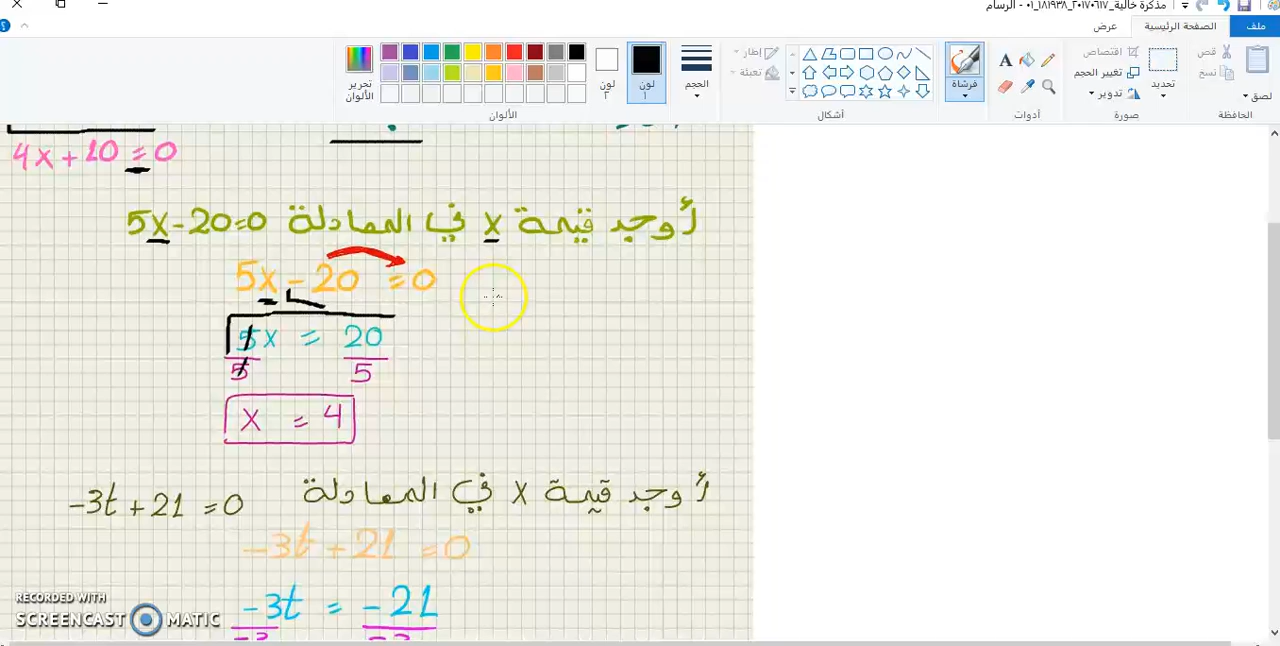 مذكرة خالية_٢٠١٧٠٦١٧_١٨١٩٣٨_٠١ - الرسام
ملف
الصفحة الرئيسية
عرض
لصق
قص
نسخ
الحافظة
تحديد
اقتصاص
تغيير الحجم
تدوير
صورة
A
أدوات
فرشاة
إطار
تعبئة
أشكال
الحجم
لون ١
لون ٢
تحرير الألوان
الألوان
4x + 10 = 0
أوجد قيمة x في المعادلة 5x-20=0
5x - 20 = 0
5x = 20
5 5
x = 4
أوجد قيمة x في المعادلة -3t + 21 = 0
-3t + 21 = 0
-3t = -21
RECORDED WITH
SCREENCAST MATIC